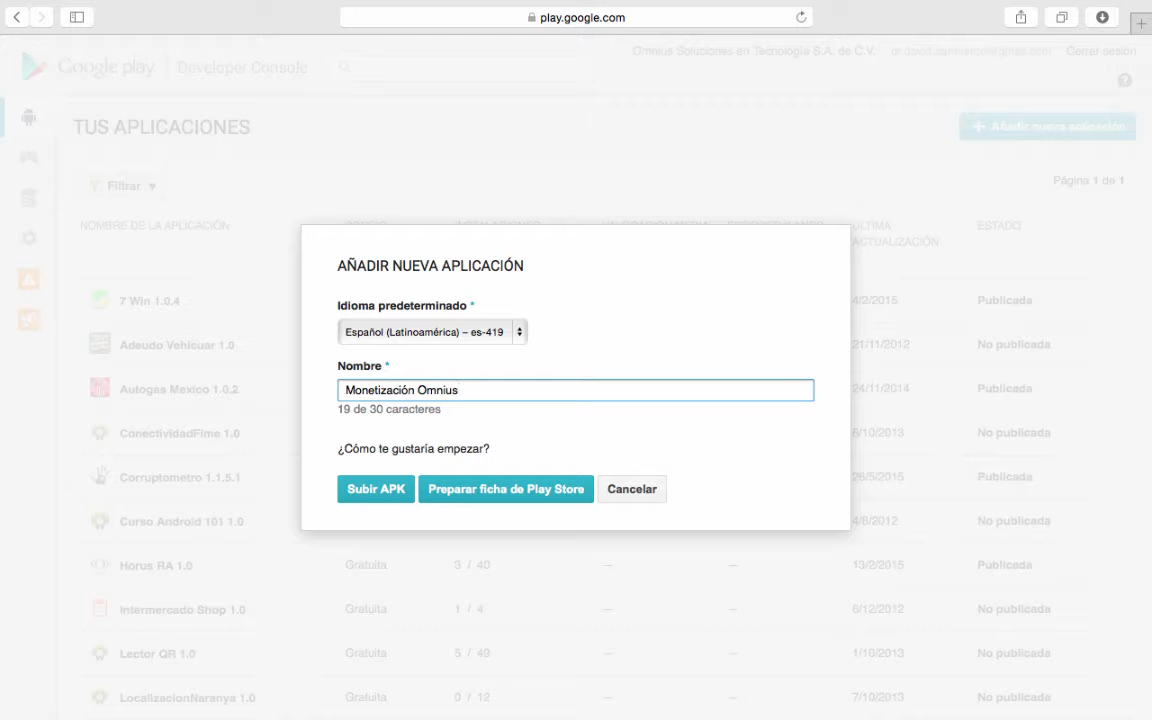 play.google.com
Omnius Soluciones en Tecnología S.A. de C.V. Cerrar sesión
Google play Developer Console
TUS APLICACIONES
+ Añadir nueva aplicación
Filtrar
Página 1 de 1
NOMBRE DE LA APLICACIÓN
ÚLTIMA ACTUALIZACIÓN
ESTADO
AÑADIR NUEVA APLICACIÓN
Idioma predeterminado *
Español (Latinoamérica) – es-419
Nombre *
Monetización Omnius
19 de 30 caracteres
¿Cómo te gustaría empezar?
Subir APK Preparar ficha de Play Store Cancelar
7 Win 1.0.4 4/2/2015 Publicada
Adeudo Vehicuar 1.0 21/11/2012 No publicada
Autogas Mexico 1.0.2 24/11/2014 Publicada
ConectividadFime 1.0 6/10/2013 No publicada
Corruptometro 1.1.5.1 26/5/2015 Publicada
Curso Android 101 1.0 4/8/2012 No publicada
Horus RA 1.0 Gratuita 3 / 40 — — 13/2/2015 Publicada
Intermercado Shop 1.0 Gratuita 1 / 4 — — 6/12/2012 No publicada
Lector QR 1.0 Gratuita 5 / 49 — — 1/10/2013 No publicada
LocalizacionNaranya 1.0 Gratuita 0 / 12 — — 7/10/2013 No publicada